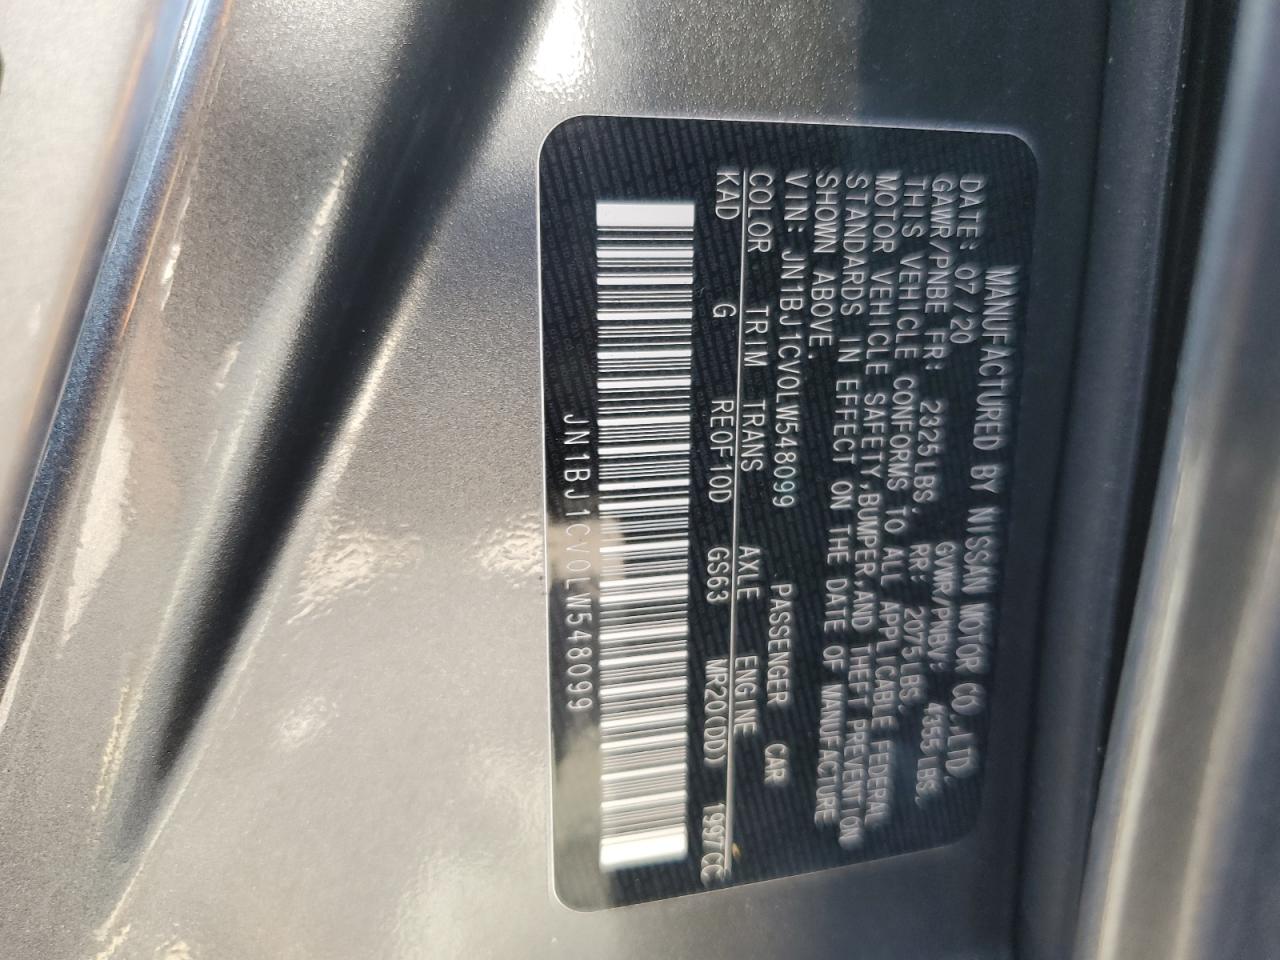 MANUFACTURED BY NISSAN MOTOR CO.,LTD.
DATE: 07/20 GVWR/PNBV: 4355LBS.
GAWR/PNBE FR: 2325LBS. RR: 2075LBS.
THIS VEHICLE CONFORMS TO ALL APPLICABLE FEDERAL
MOTOR VEHICLE SAFETY,BUMPER,AND THEFT PREVENTION
STANDARDS IN EFFECT ON THE DATE OF MANUFACTURE
SHOWN ABOVE.
VIN: JN1BJ1CV0LW548099 PASSENGER CAR
COLOR TRIM TRANS AXLE ENGINE
KAD G RE0F10D GS63 MR20(DD) 1997CC
JN1BJ1CV0LW548099